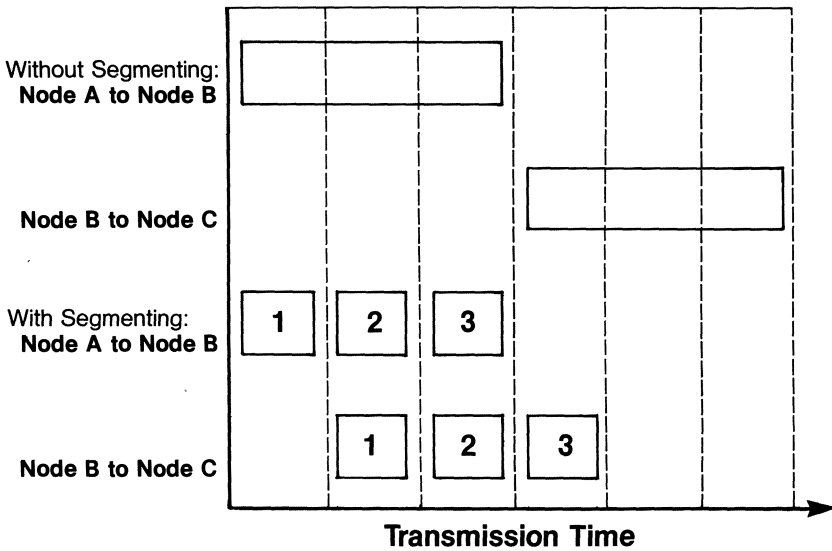 Without Segmenting:
Node A to Node B
Node B to Node C
With Segmenting:
Node A to Node B
1 2 3
Node B to Node C
1 2 3
Transmission Time